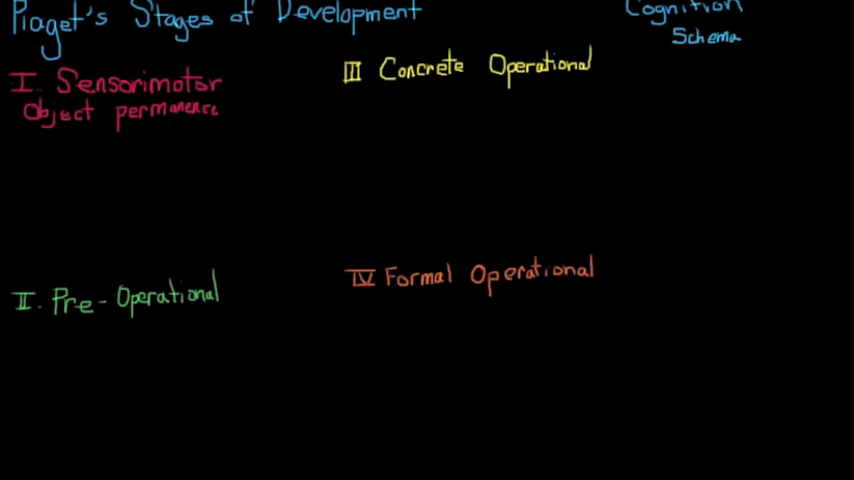 Piaget's Stages of Development
Cognition
Schema
I. Sensorimotor
Object permanence
III Concrete Operational
II. Pre-Operational
IV Formal Operational